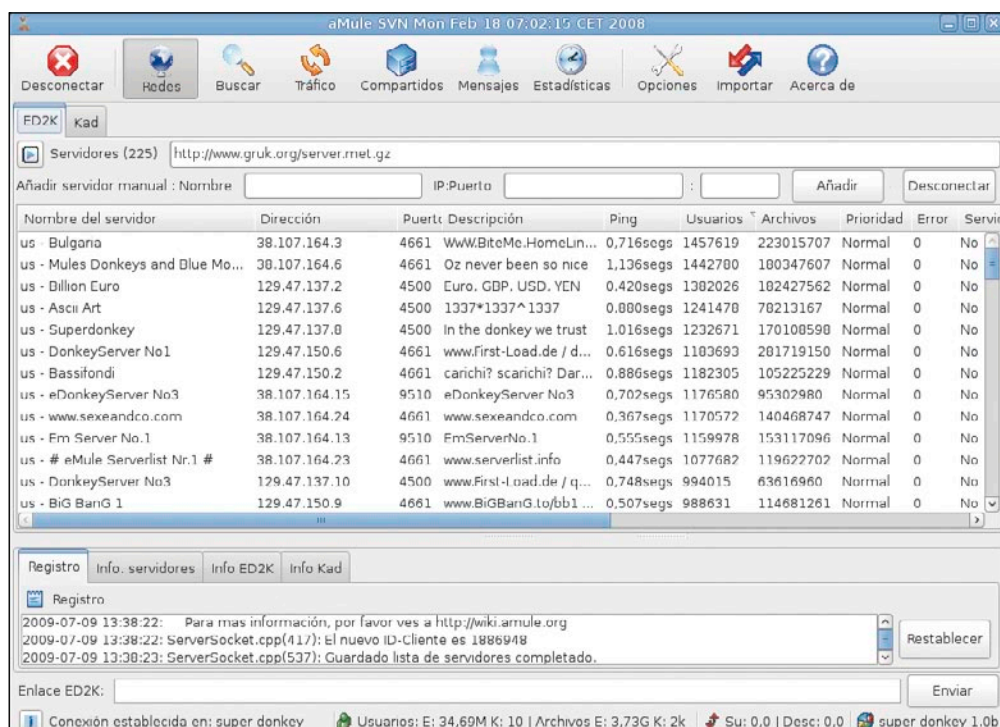 aMule SVN Mon Feb 18 07:02:15 CET 2008
Desconectar Redes Buscar Tráfico Compartidos Mensajes Estadísticas Opciones Importar Acerca de
ED2K Kad
Servidores (225) http://www.gruk.org/server.met.gz
Añadir servidor manual : Nombre IP:Puerto : Añadir Desconectar
Nombre del servidor Dirección Puerto Descripción Ping Usuarios Archivos Prioridad Error Servi
us - Bulgaria 38.107.164.3 4661 WwW.BiteMe.HomeLin... 0,716segs 1457619 223015707 Normal 0 No
us - Mules Donkeys and Blue Mo... 38.107.164.6 4661 Oz never been so nice 1,136segs 1442780 180347607 Normal 0 No
us - Billion Euro 129.47.137.2 4500 Euro, GBP, USD, YEN 0,420segs 1382026 182427562 Normal 0 No
us - Ascii Art 129.47.137.6 4500 1337*1337^1337 0,880segs 1241478 78213167 Normal 0 No
us - Superdonkey 129.47.137.8 4500 In the donkey we trust 1,016segs 1232671 170108598 Normal 0 No
us - DonkeyServer No1 129.47.150.6 4661 www.First-Load.de / d... 0,616segs 1183693 281719150 Normal 0 No
us - Bassifondi 129.47.150.2 4661 carichi? scarichi? Dar... 0,886segs 1182305 105225229 Normal 0 No
us - eDonkeyServer No3 38.107.164.15 9510 eDonkeyServer No3 0,702segs 1176580 95302980 Normal 0 No
us - www.sexeandco.com 38.107.164.24 4661 www.sexeandco.com 0,367segs 1170572 140468747 Normal 0 No
us - Em Server No.1 38.107.164.13 9510 EmServerNo.1 0,555segs 1159978 153117096 Normal 0 No
us - # eMule Serverlist Nr.1 # 38.107.164.23 4661 www.serverlist.info 0,447segs 1077682 119622702 Normal 0 No
us - DonkeyServer No3 129.47.137.10 4500 www.First-Load.de / q... 0,748segs 994015 63616960 Normal 0 No
us - BiG BanG 1 129.47.150.9 4661 www.BiGBanG.to/bb1 ... 0,507segs 988631 114681261 Normal 0 No
Registro Info. servidores Info ED2K Info Kad
Registro
2009-07-09 13:38:22: Para mas información, por favor ves a http://wiki.amule.org
2009-07-09 13:38:22: ServerSocket.cpp(417): El nuevo ID-Cliente es 1886948
2009-07-09 13:38:23: ServerSocket.cpp(537): Guardado lista de servidores completado.
Restablecer
Enlace ED2K: Enviar
Conexión establecida en: super donkey Usuarios: E: 34,69M K: 10 | Archivos E: 3,73G K: 2k Su: 0,0 | Desc: 0,0 super donkey 1.0b